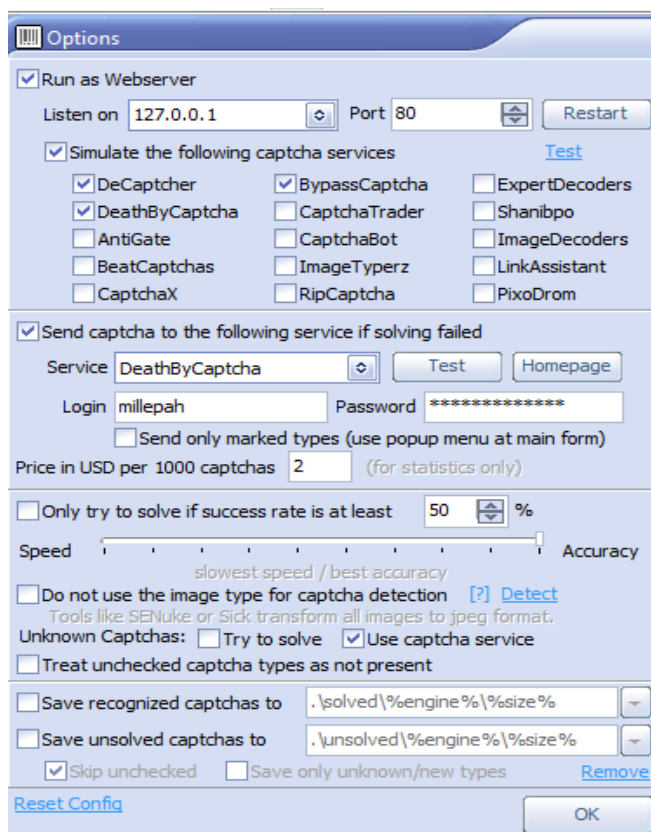 Options
Run as Webserver
Listen on 127.0.0.1 Port 80 Restart
Simulate the following captcha services Test
DeCaptcher BypassCaptcha ExpertDecoders
DeathByCaptcha CaptchaTrader Shanibpo
AntiGate CaptchaBot ImageDecoders
BeatCaptchas ImageTyperz LinkAssistant
CaptchaX RipCaptcha PixoDrom
Send captcha to the following service if solving failed
Service DeathByCaptcha Test Homepage
Login millepah Password *************
Send only marked types (use popup menu at main form)
Price in USD per 1000 captchas 2 (for statistics only)
Only try to solve if success rate is at least 50 %
Speed Accuracy
slowest speed / best accuracy
Do not use the image type for captcha detection [?] Detect
Tools like SENuke or Sick transform all images to jpeg format.
Unknown Captchas: Try to solve Use captcha service
Treat unchecked captcha types as not present
Save recognized captchas to .\solved\%engine%\%size%
Save unsolved captchas to .\unsolved\%engine%\%size%
Skip unchecked Save only unknown/new types Remove
Reset Config OK